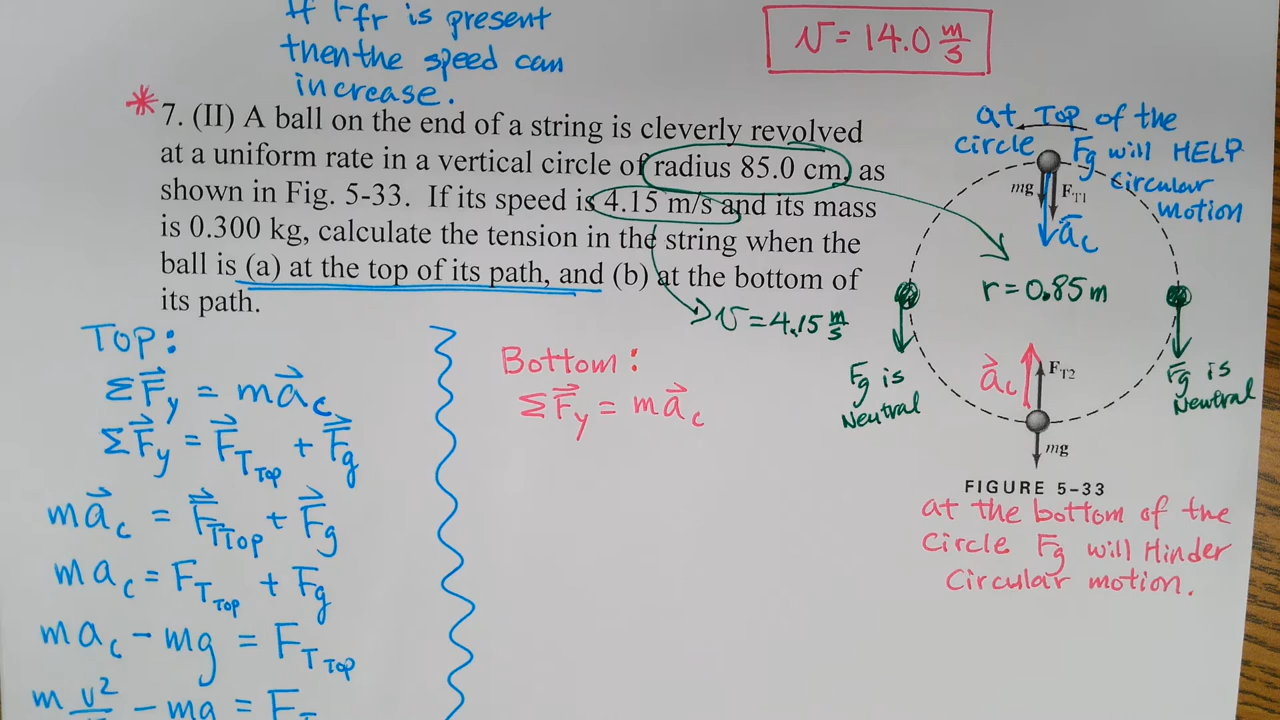 If Ffr is present
then the speed can
increase.
v = 14.0 m/s
*7. (II) A ball on the end of a string is cleverly revolved
at a uniform rate in a vertical circle of radius 85.0 cm, as
shown in Fig. 5-33. If its speed is 4.15 m/s and its mass
is 0.300 kg, calculate the tension in the string when the
ball is (a) at the top of its path, and (b) at the bottom of
its path.
v = 4.15 m/s
at TOP of the
circle Fg will HELP
circular
motion
mg
FT1
ac
r = 0.85 m
Fg is
Neutral
Fg is
Neutral
ac
FT2
mg
FIGURE 5-33
at the bottom of the
Circle Fg will Hinder
Circular motion.
TOP:
ΣFy = mac
ΣFy = FTTOP + Fg
mac = FTTOP + Fg
mac = FTTOP + Fg
mac - mg = FTTOP
m v²
- mg = F
Bottom:
ΣFy = mac